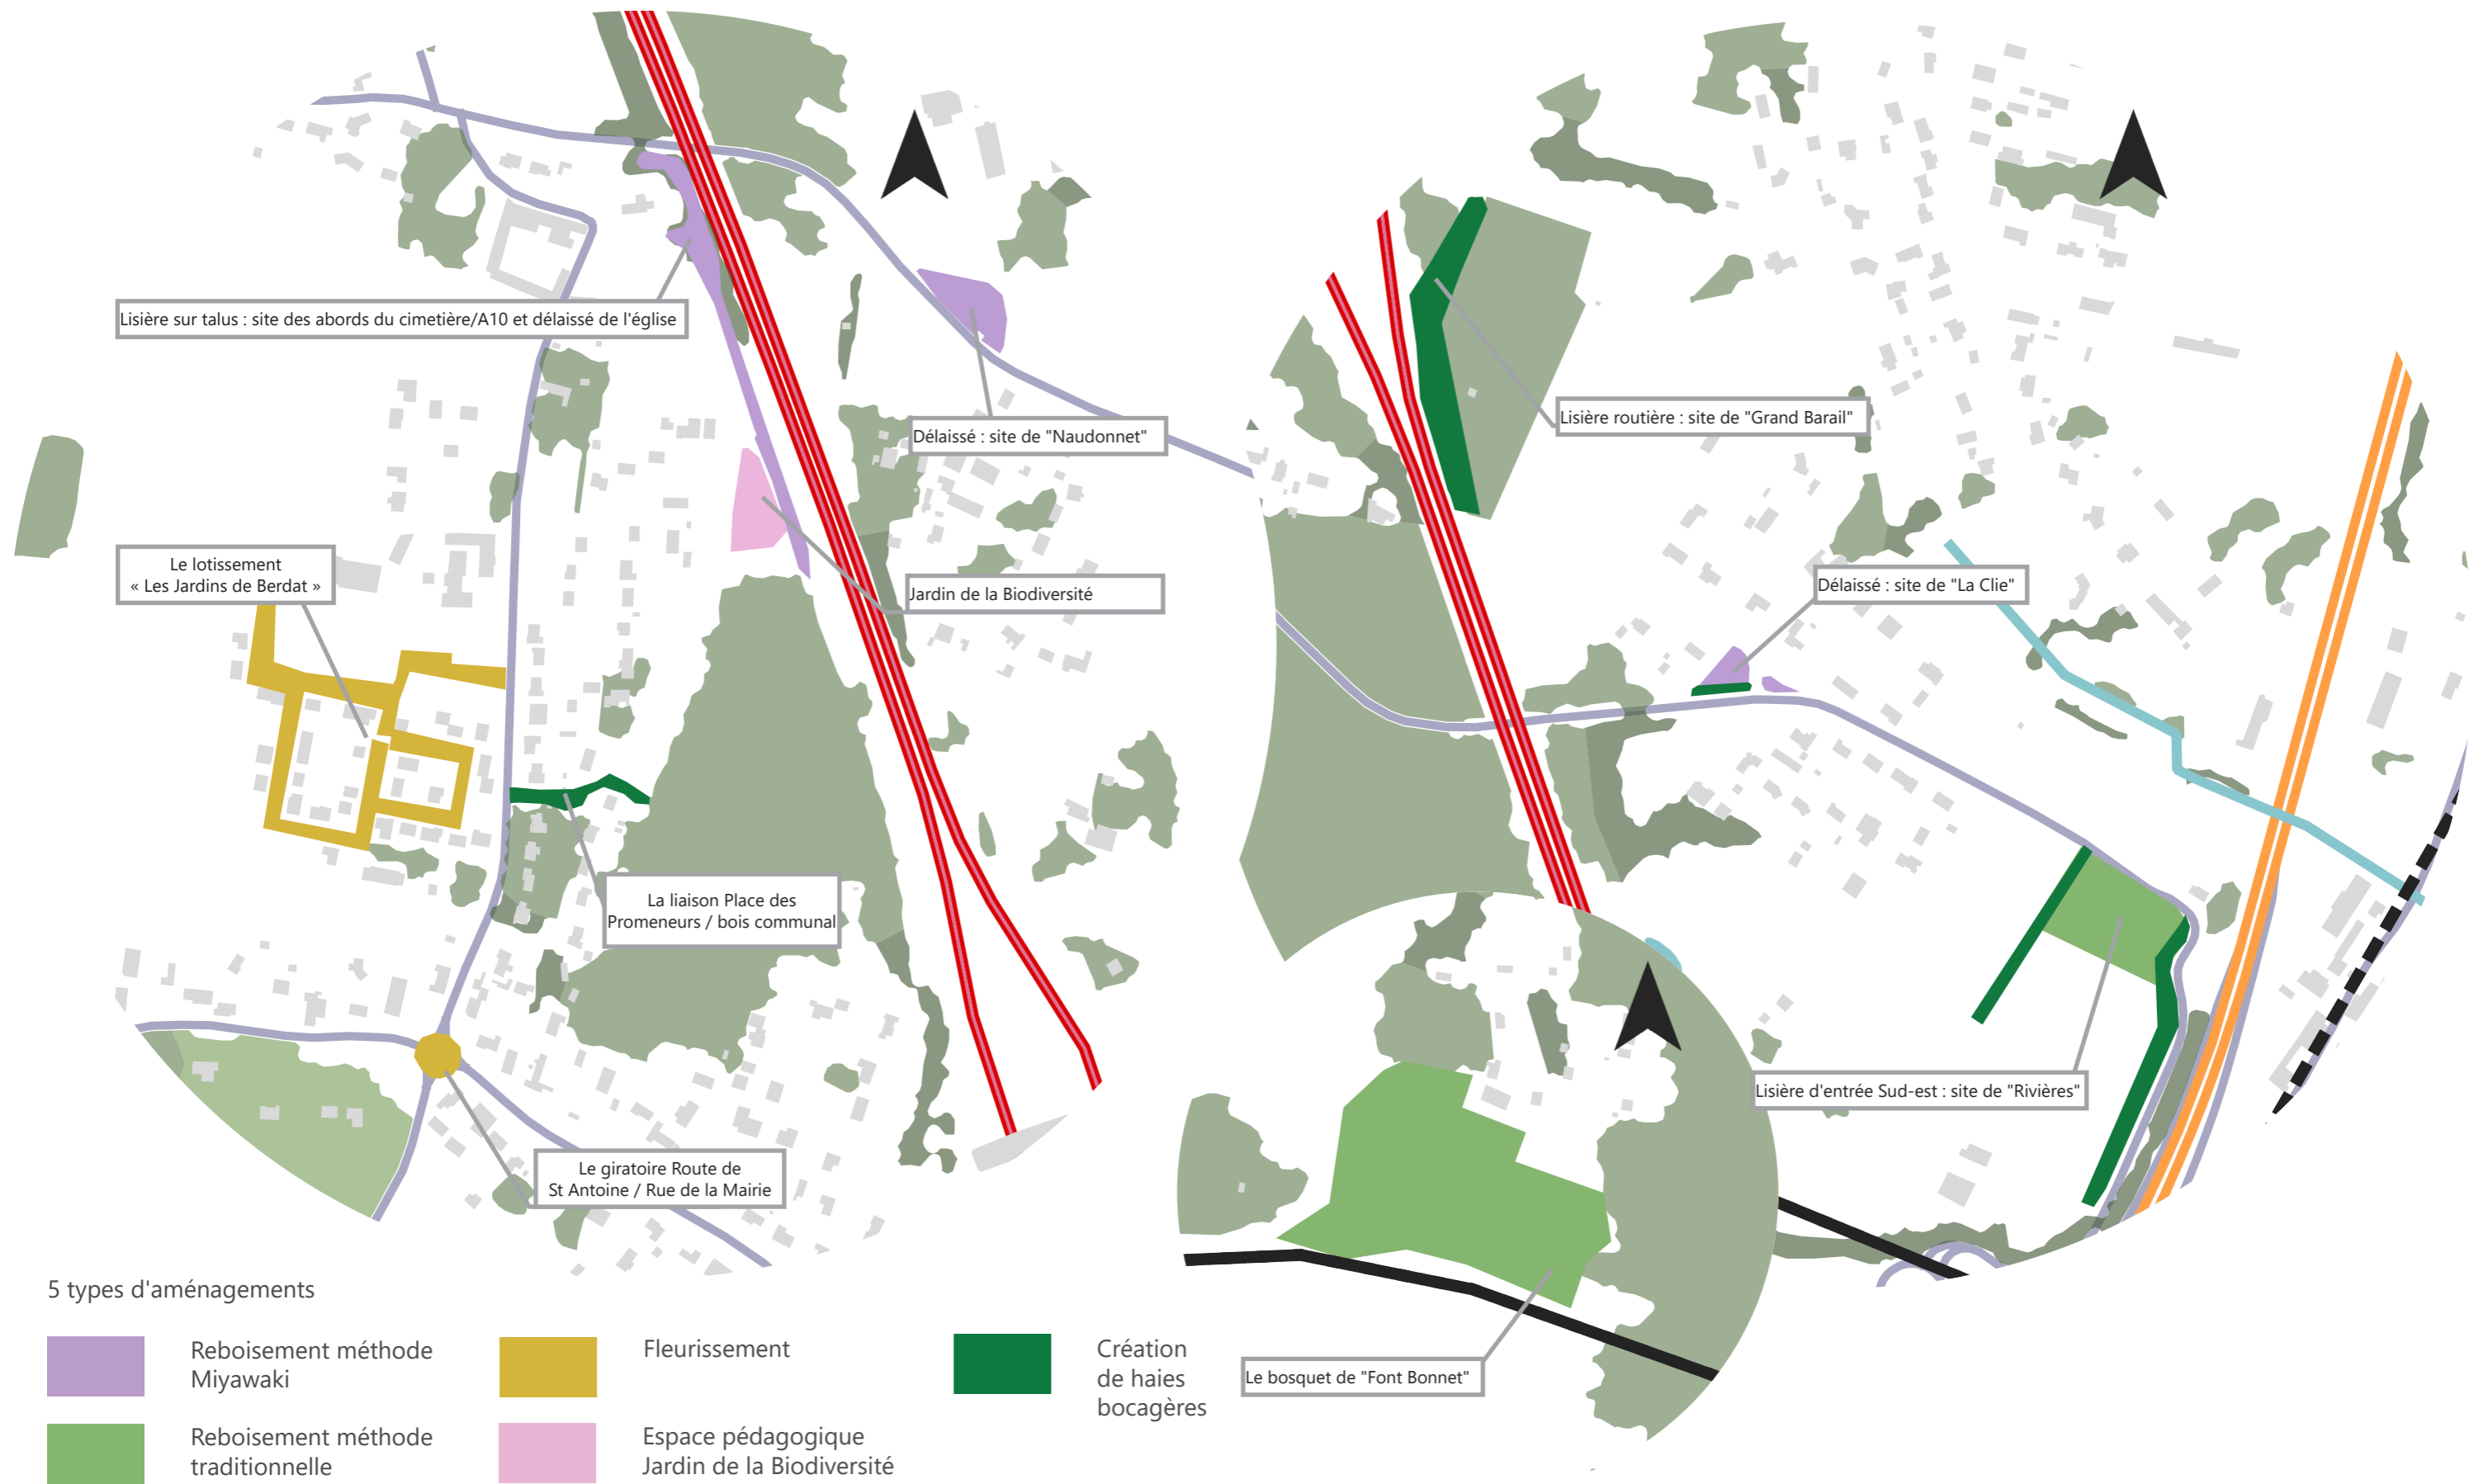 Lisière sur talus : site des abords du cimetière/A10 et délaissé de l'église
Délaissé : site de "Naudonnet"
Lisière routière : site de "Grand Barail"
Le lotissement
« Les Jardins de Berdat »
Jardin de la Biodiversité
Délaissé : site de "La Clie"
La liaison Place des
Promeneurs / bois communal
Lisière d'entrée Sud-est : site de "Rivières"
Le giratoire Route de
St Antoine / Rue de la Mairie
Le bosquet de "Font Bonnet"
5 types d'aménagements
Reboisement méthode
Miyawaki
Reboisement méthode
traditionnelle
Fleurissement
Espace pédagogique
Jardin de la Biodiversité
Création
de haies
bocagères